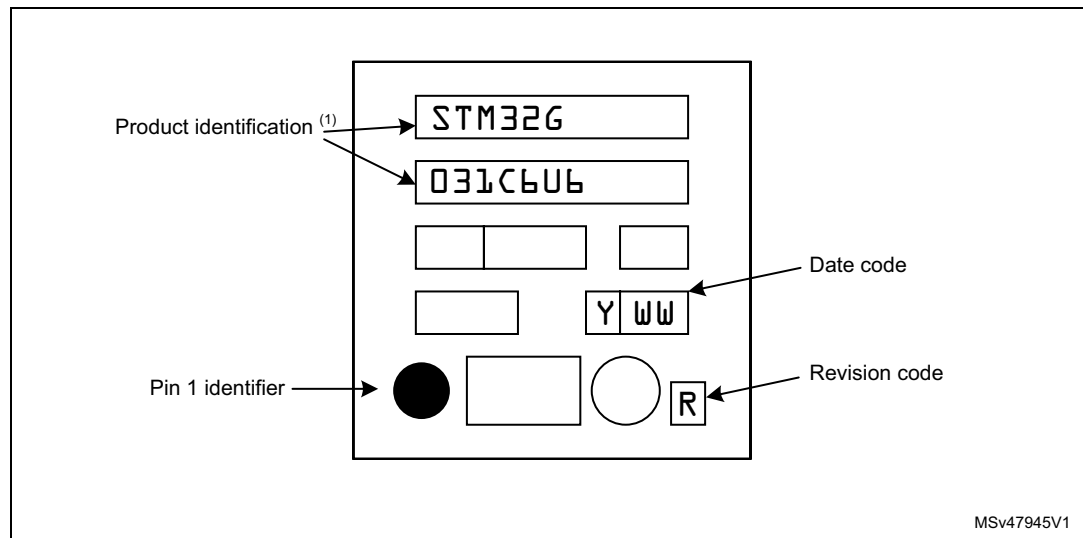 Product identification (1)
STM32G
031C6U6
Date code
Y WW
Pin 1 identifier
Revision code
R
MSv47945V1